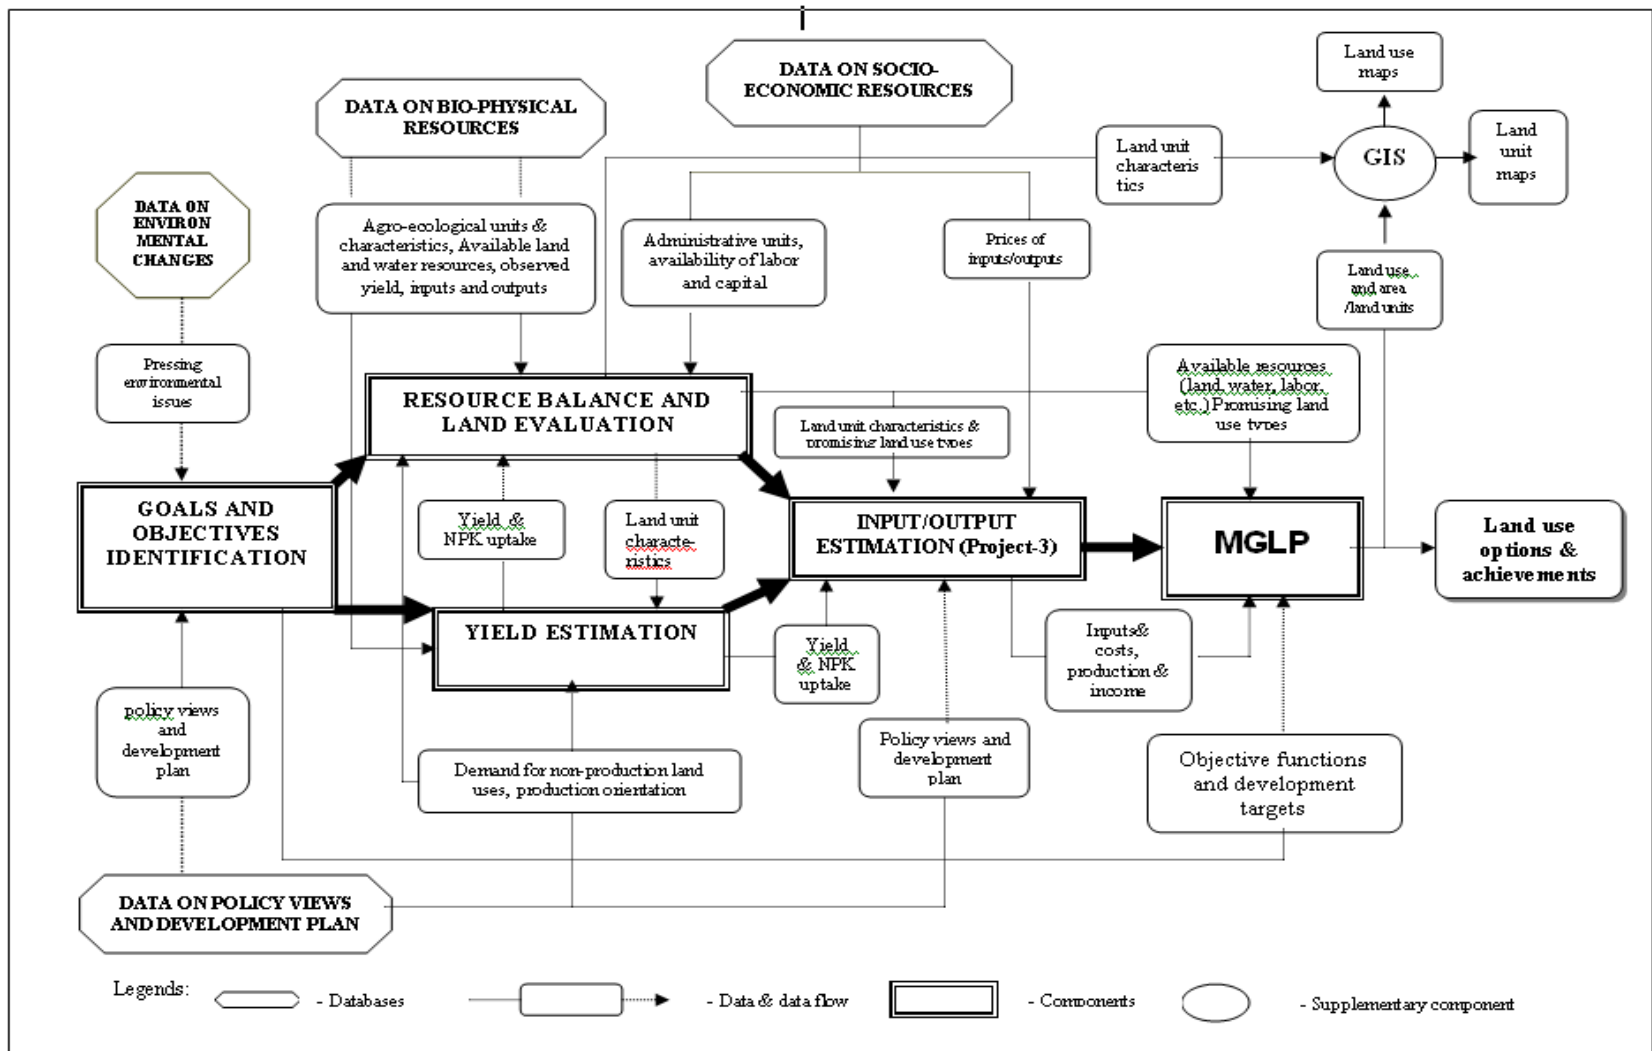 DATA ON SOCIO-
ECONOMIC RESOURCES
Land use
maps
DATA ON BIO-PHYSICAL
RESOURCES
Land unit
characteris
tics
GIS
Land
unit
maps
DATA ON
ENVIRON
MENTAL
CHANGES
Agro-ecological units &
characteristics, Available land
and water resources, observed
yield, inputs and outputs
Administrative units,
availability of labor
and capital
Prices of
inputs/outputs
Land use
and area
/land units
Pressing
environmental
issues
RESOURCE BALANCE AND
LAND EVALUATION
Land unit characteristics &
promising land use types
Available resources
(land, water, labor,
etc.) Promising land
use types
GOALS AND
OBJECTIVES
IDENTIFICATION
Yield &
NPK uptake
Land unit
characte-
ristics
INPUT/OUTPUT
ESTIMATION (Project-3)
MGLP
Land use
options &
achievements
YIELD ESTIMATION
Yield
& NPK
uptake
Inputs&
costs,
production &
income
policy views
and
development
plan
Demand for non-production land
uses, production orientation
Policy views and
development
plan
Objective functions
and development
targets
DATA ON POLICY VIEWS
AND DEVELOPMENT PLAN
Legends:
- Databases
- Data & data flow
- Components
- Supplementary component